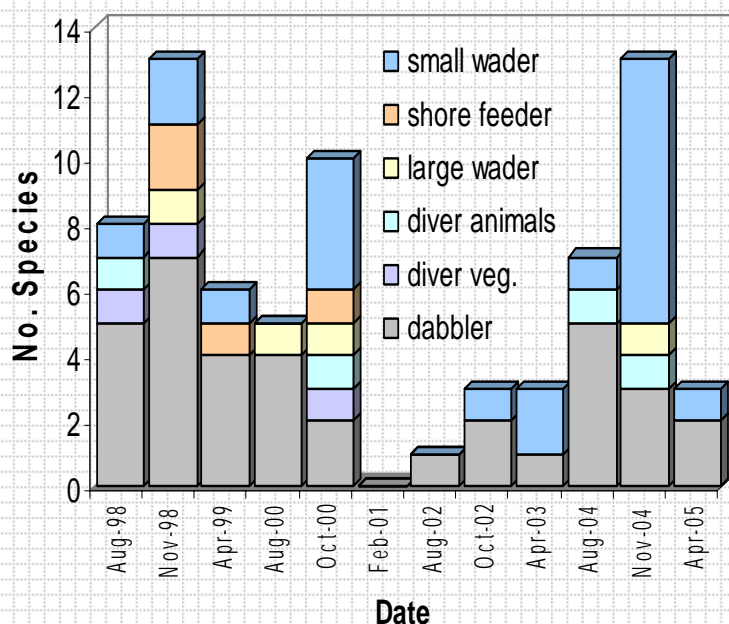 14
12
10
8
6
4
2
0
No. Species
small wader
shore feeder
large wader
diver animals
diver veg.
dabbler
Aug-98
Nov-98
Apr-99
Aug-00
Oct-00
Feb-01
Aug-02
Oct-02
Apr-03
Aug-04
Nov-04
Apr-05
Date